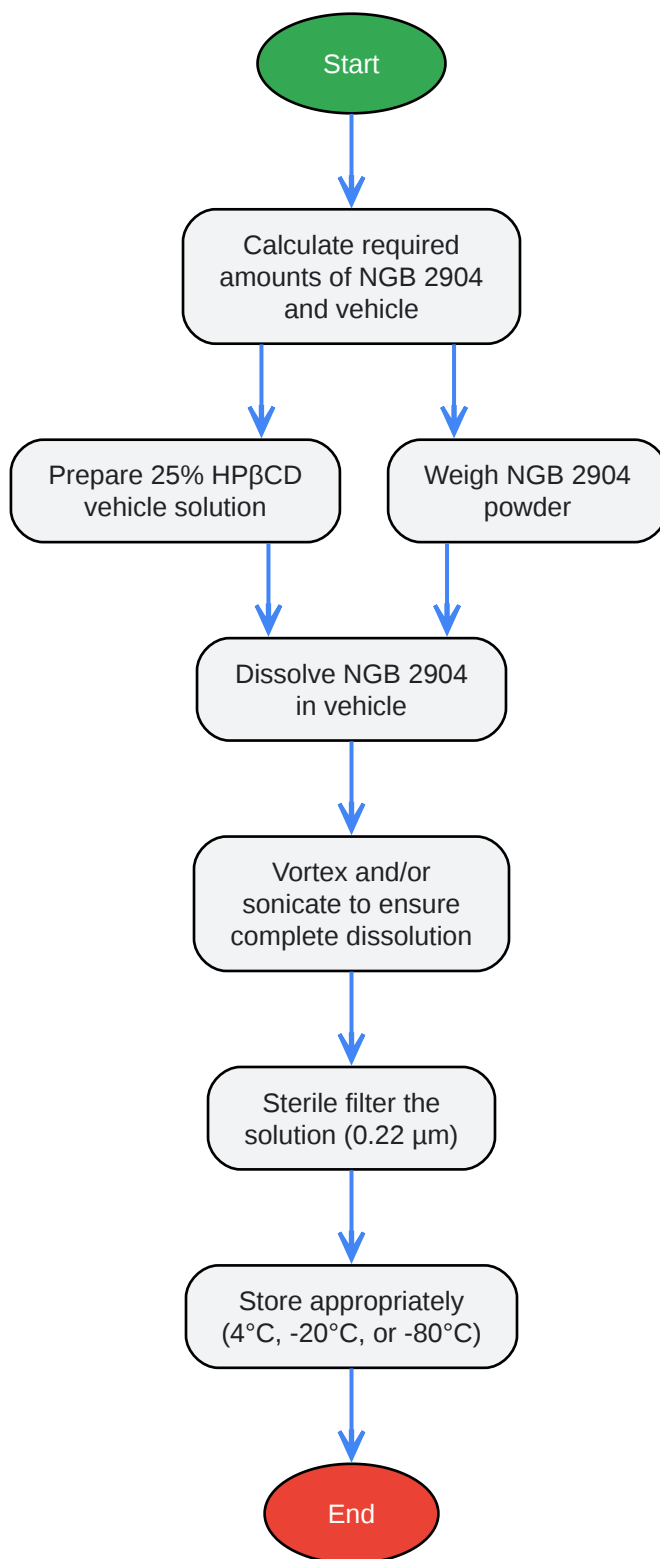 Start
Calculate required
amounts of NGB 2904
and vehicle
Prepare 25% HPβCD
vehicle solution
Weigh NGB 2904
powder
Dissolve NGB 2904
in vehicle
Vortex and/or
sonicate to ensure
complete dissolution
Sterile filter the
solution (0.22 µm)
Store appropriately
(4°C, -20°C, or -80°C)
End